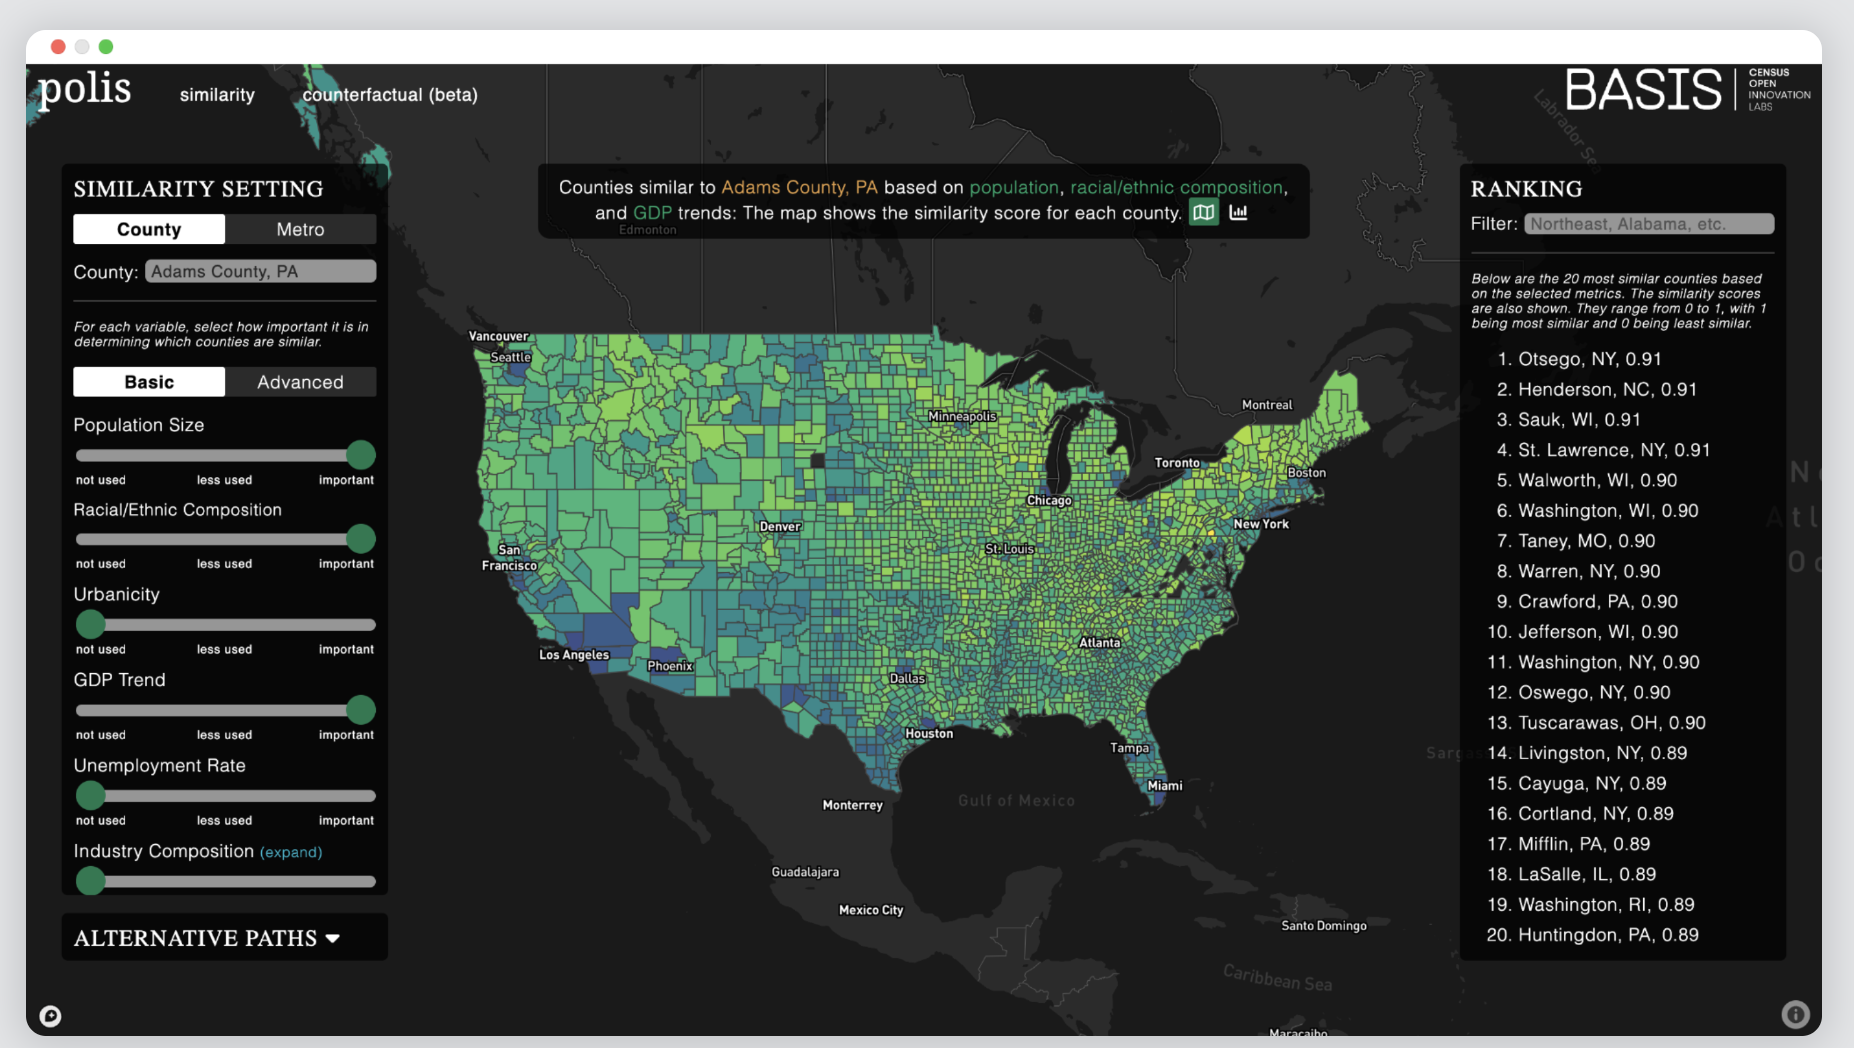 polis
similarity
counterfactual (beta)
BASIS
CENSUS
OPEN
INNOVATION
LABS
Labrador Sea
SIMILARITY SETTING
County
Metro
County: Adams County, PA
For each variable, select how important it is in
determining which counties are similar.
Basic
Advanced
Population Size
not used less used important
Racial/Ethnic Composition
not used less used important
Urbanicity
not used less used important
GDP Trend
not used less used important
Unemployment Rate
not used less used important
Industry Composition (expand)
ALTERNATIVE PATHS
Counties similar to Adams County, PA based on population, racial/ethnic composition,
and GDP trends: The map shows the similarity score for each county.
Edmonton
Vancouver
Seattle
Minneapolis
Montreal
Toronto
Boston
Chicago
New York
Denver
St. Louis
San
Francisco
Los Angeles
Phoenix
Atlanta
Dallas
Houston
Tampa
Miami
Monterrey
Gulf of Mexico
Guadalajara
Mexico City
Santo Domingo
Caribbean Sea
Maracaibo
RANKING
Filter: Northeast, Alabama, etc.
Below are the 20 most similar counties based
on the selected metrics. The similarity scores
are also shown. They range from 0 to 1, with 1
being most similar and 0 being least similar.
1. Otsego, NY, 0.91
2. Henderson, NC, 0.91
3. Sauk, WI, 0.91
4. St. Lawrence, NY, 0.91
5. Walworth, WI, 0.90
6. Washington, WI, 0.90
7. Taney, MO, 0.90
8. Warren, NY, 0.90
9. Crawford, PA, 0.90
10. Jefferson, WI, 0.90
11. Washington, NY, 0.90
12. Oswego, NY, 0.90
13. Tuscarawas, OH, 0.90
14. Livingston, NY, 0.89
15. Cayuga, NY, 0.89
16. Cortland, NY, 0.89
17. Mifflin, PA, 0.89
18. LaSalle, IL, 0.89
19. Washington, RI, 0.89
20. Huntingdon, PA, 0.89